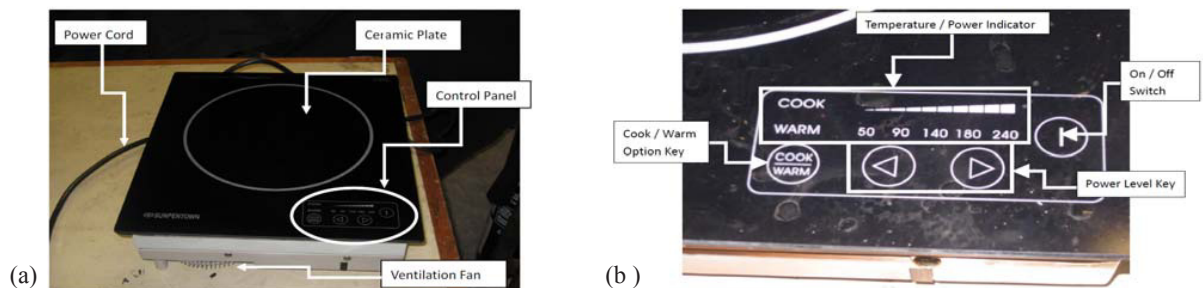 Power Cord
Ceramic Plate
Control Panel
SUNPENTOWN
Ventilation Fan
(a)
Temperature / Power Indicator
On / Off
Switch
COOK
WARM 50 90 140 180 240
Cook / Warm
Option Key
COOK
WARM
Power Level Key
(b )